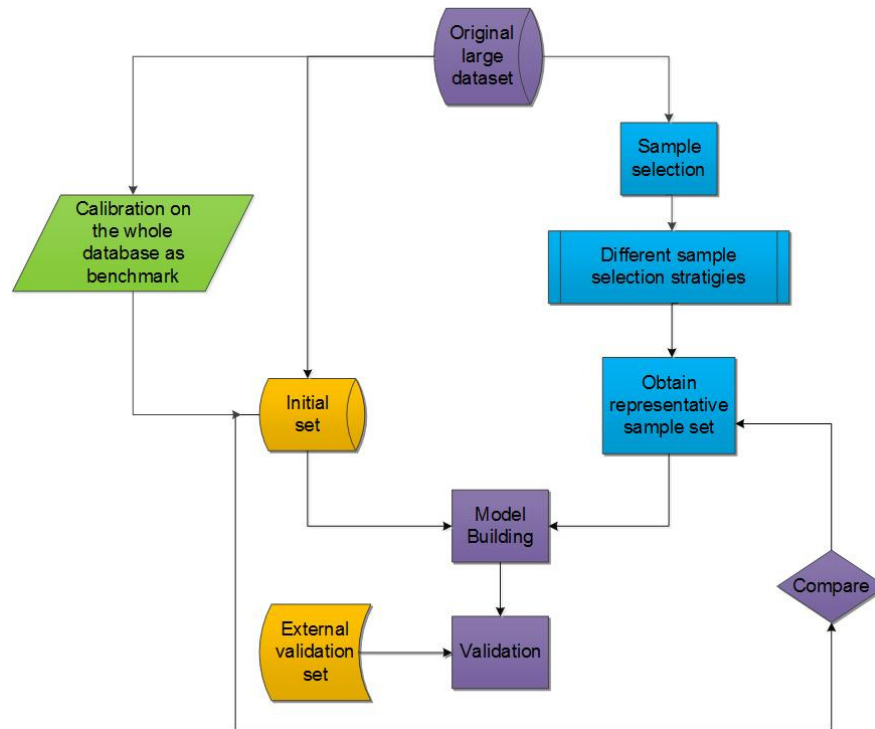 Original
large
dataset
Sample
selection
Calibration on
the whole
database as
benchmark
Different sample
selection stratigies
Obtain
representative
sample set
Initial
set
Model
Building
Compare
External
validation
set
Validation